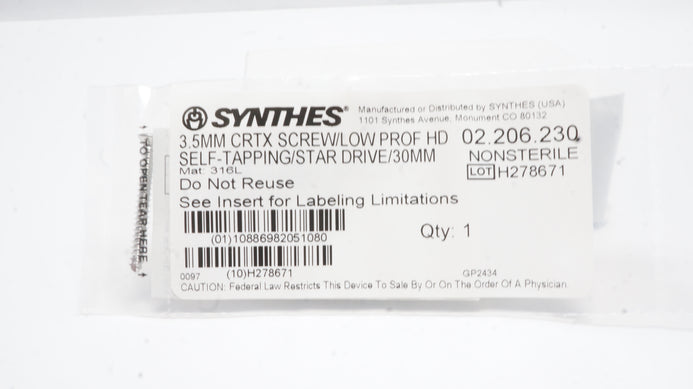 SYNTHES®
Manufactured or Distributed by SYNTHES (USA)
1101 Synthes Avenue, Monument CO 80132
3.5MM CRTX SCREW/LOW PROF HD 02.206.230
SELF-TAPPING/STAR DRIVE/30MM NONSTERILE
Mat: 316L
LOT H278671
Do Not Reuse
See Insert for Labeling Limitations
(01)10886982051080
Qty: 1
(10)H278671
0097
GP2434
CAUTION: Federal Law Restricts This Device To Sale By Or On The Order Of A Physician.
TO OPEN TEAR HERE